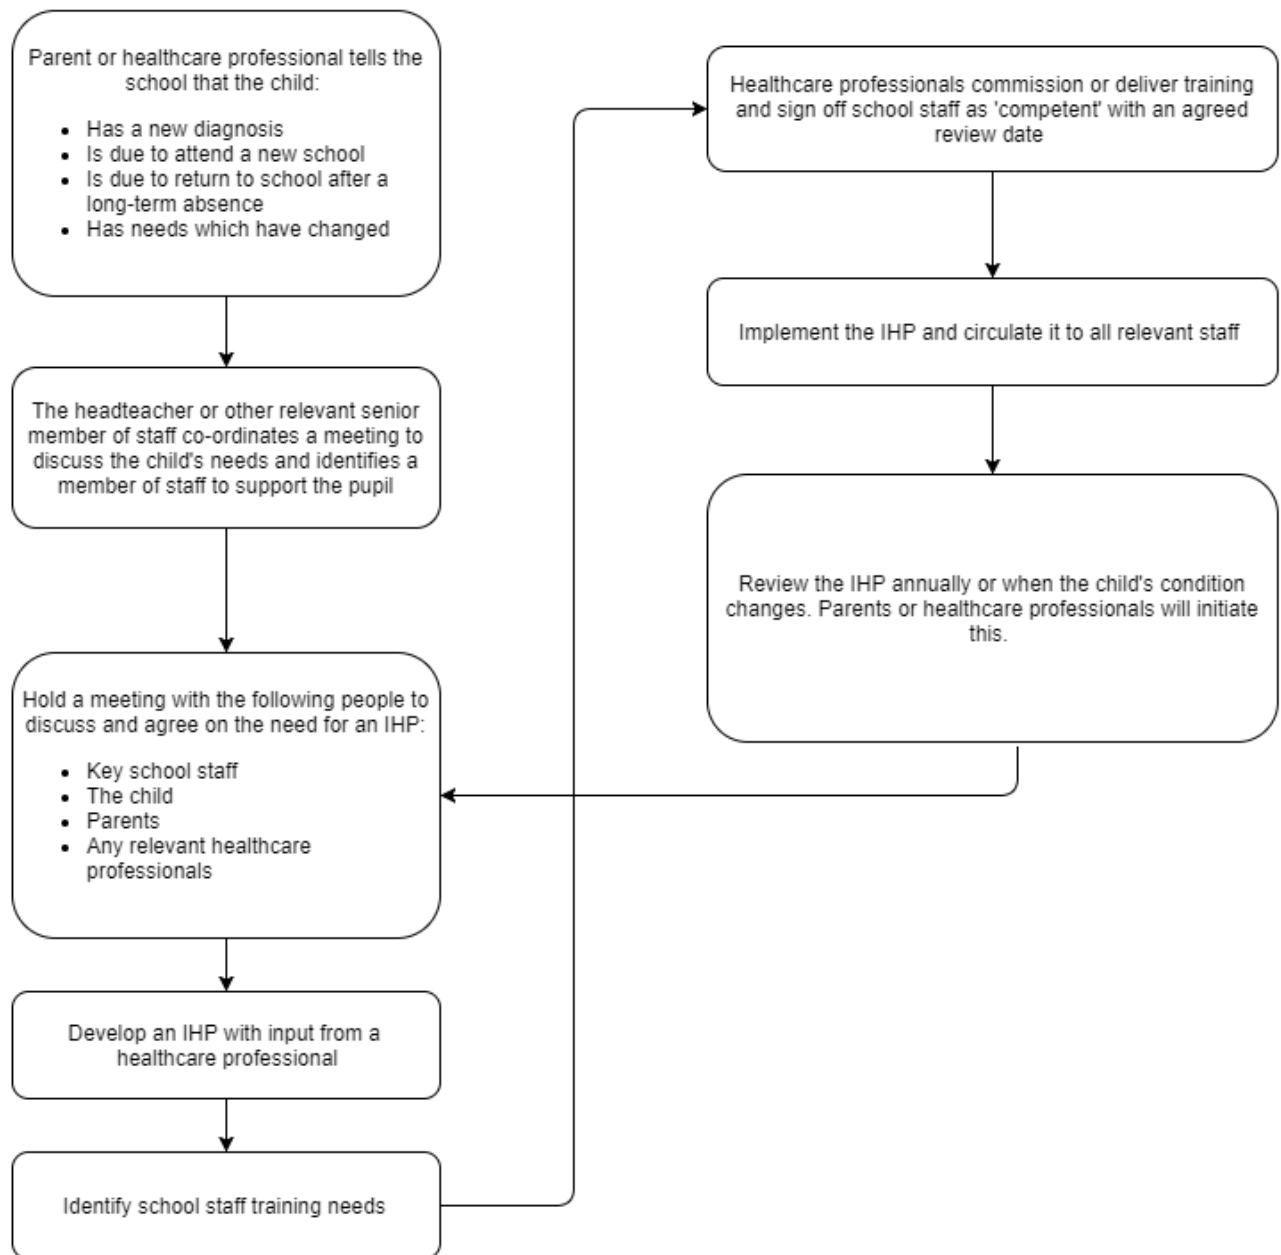 Parent or healthcare professional tells the
school that the child:
• Has a new diagnosis
• Is due to attend a new school
• Is due to return to school after a
long-term absence
• Has needs which have changed
The headteacher or other relevant senior
member of staff co-ordinates a meeting to
discuss the child's needs and identifies a
member of staff to support the pupil
Hold a meeting with the following people to
discuss and agree on the need for an IHP:
• Key school staff
• The child
• Parents
• Any relevant healthcare
professionals
Develop an IHP with input from a
healthcare professional
Identify school staff training needs
Healthcare professionals commission or deliver training
and sign off school staff as 'competent' with an agreed
review date
Implement the IHP and circulate it to all relevant staff
Review the IHP annually or when the child's condition
changes. Parents or healthcare professionals will initiate
this.